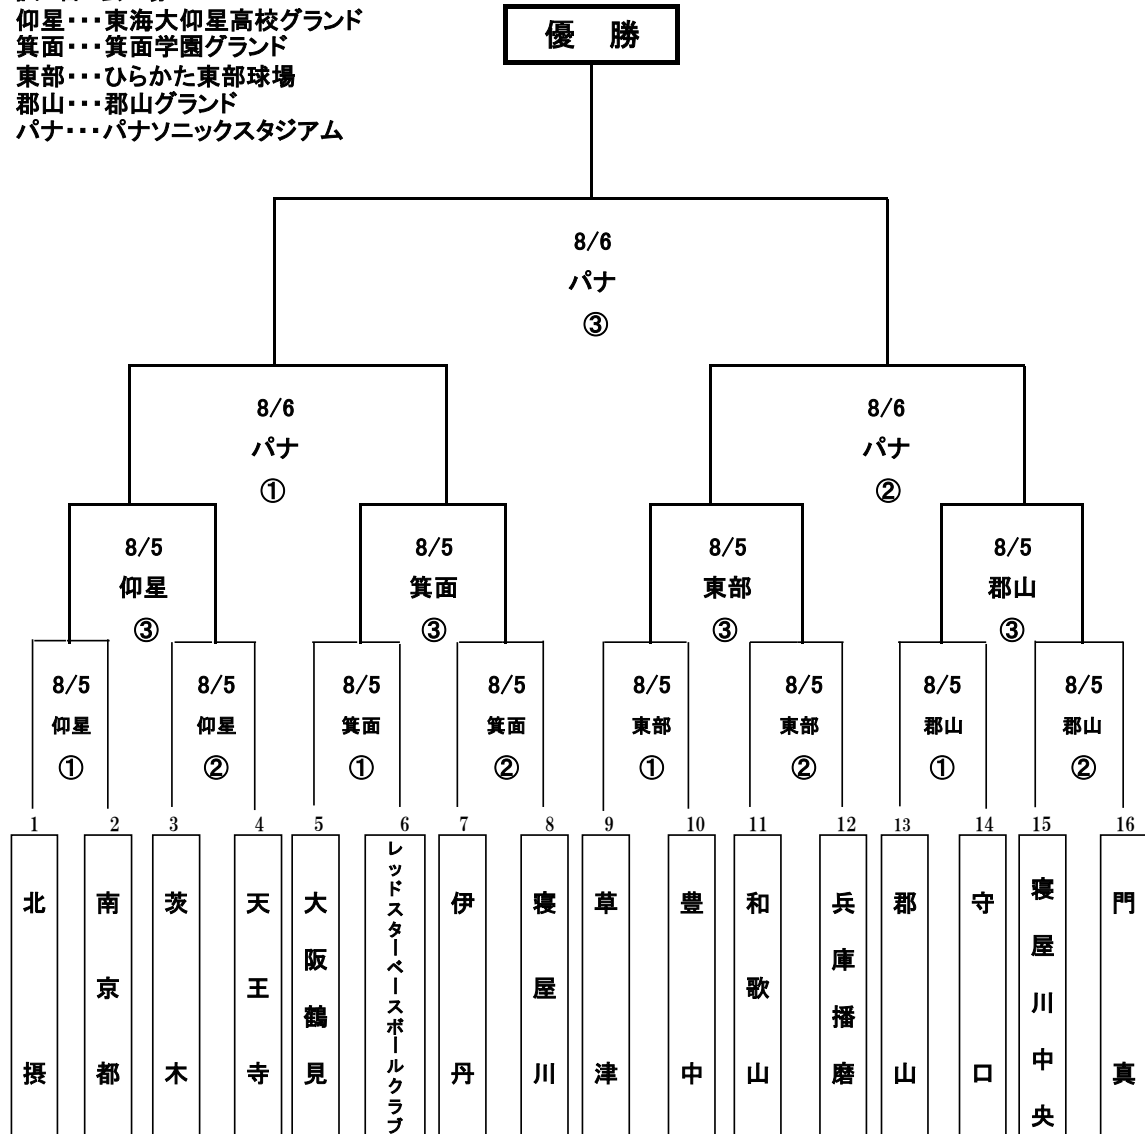 仰星・・・東海大仰星高校グランド
箕面・・・箕面学園グランド
東部・・・ひらかた東部球場
郡山・・・郡山グランド
パナ・・・パナソニックスタジアム
優 勝
8/6
パナ
③
8/6
パナ
①
8/6
パナ
②
8/5
仰星
③
8/5
箕面
③
8/5
東部
③
8/5
郡山
③
8/5
仰星
①
8/5
仰星
②
8/5
箕面
①
8/5
箕面
②
8/5
東部
①
8/5
東部
②
8/5
郡山
①
8/5
郡山
②
1
北摂
2
南京都
3
茨木
4
天王寺
5
大阪鶴見
6
レッドスターベースボールクラブ
7
伊丹
8
寝屋川
9
草津
10
豊中
11
和歌山
12
兵庫播磨
13
郡山
14
守口
15
寝屋川中央
16
門真